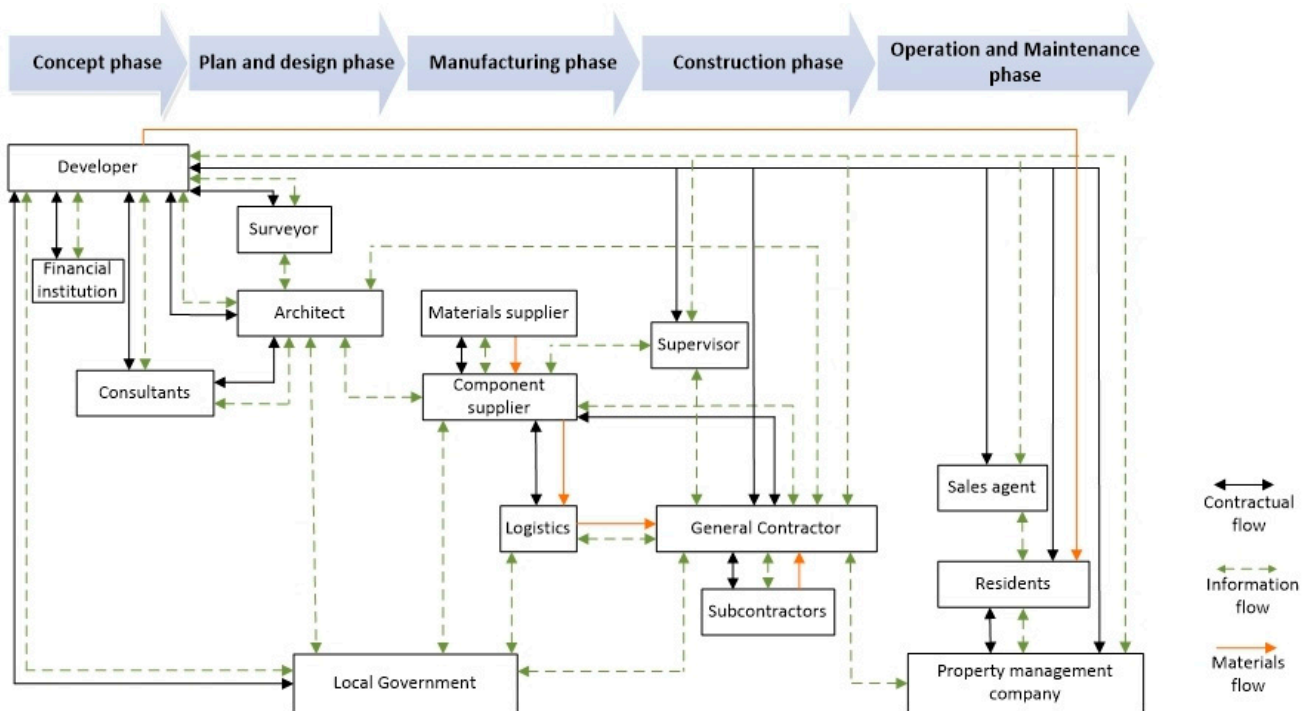 Concept phase
Plan and design phase
Manufacturing phase
Construction phase
Operation and Maintenance
phase
Developer
Surveyor
Financial
institution
Architect
Materials supplier
Supervisor
Consultants
Component
supplier
Sales agent
Logistics
General Contractor
Contractual
flow
Residents
Information
flow
Subcontractors
Local Government
Property management
company
Materials
flow